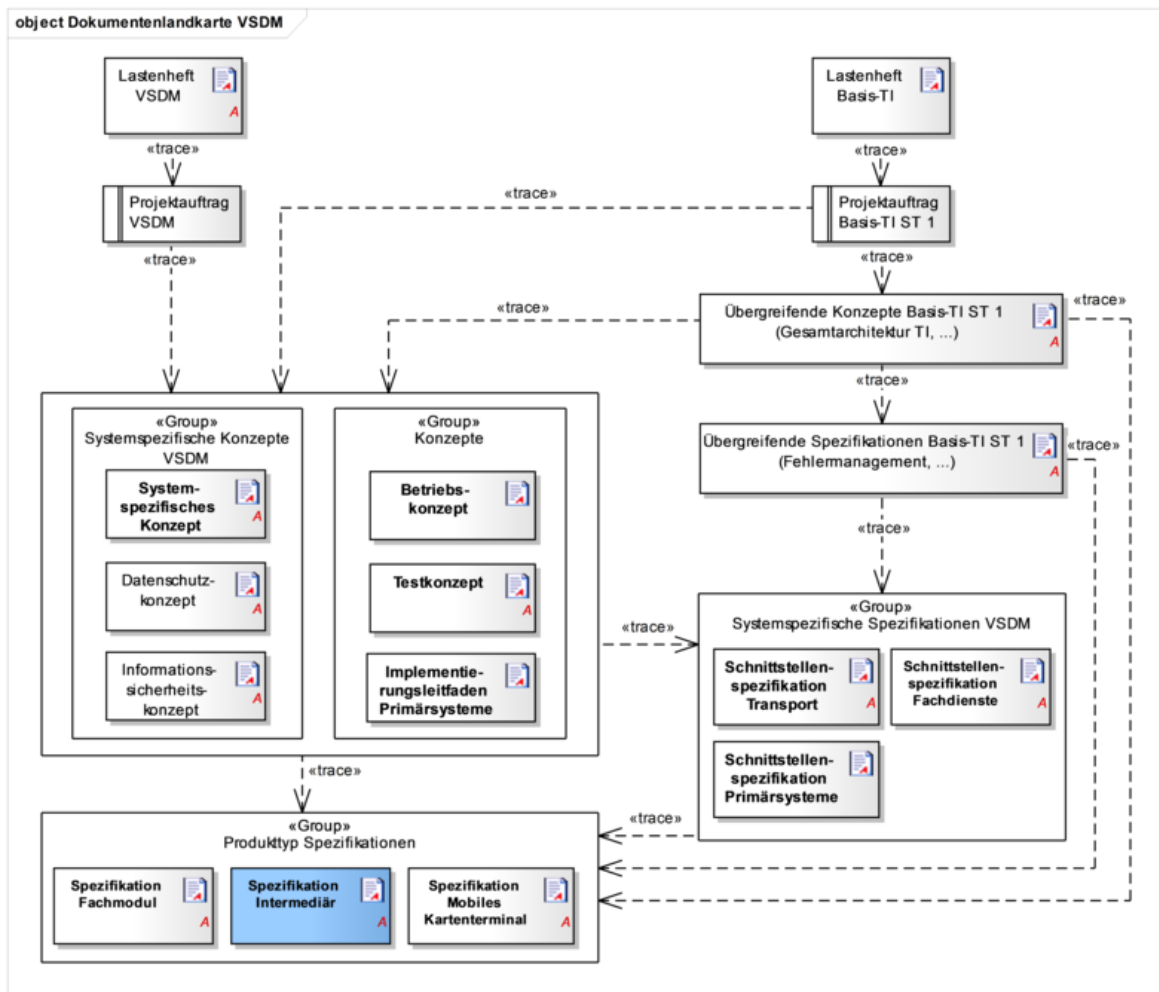 object Dokumentenlandkarte VSDM
Lastenheft
VSDM
A
Lastenheft
Basis-TI
«trace»
«trace»
Projektauftrag
VSDM
«trace»
Projektauftrag
Basis-TI ST 1
«trace»
«trace»
«trace»
Übergreifende Konzepte Basis-TI ST 1
(Gesamtarchitektur TI, ...)
A
«trace»
«trace»
Übergreifende Spezifikationen Basis-TI ST 1
(Fehlermanagement, ...)
A
«trace»
«trace»
«Group»
Systemspezifische Konzepte
VSDM
System-
spezifisches
Konzept
A
Datenschutz-
konzept
A
Informations-
sicherheits-
konzept
A
«Group»
Konzepte
Betriebs-
konzept
Testkonzept
A
Implementie-
rungsleitfaden
Primärsysteme
«trace»
«Group»
Systemspezifische Spezifikationen VSDM
Schnittstellen-
spezifikation
Transport
A
Schnittstellen-
spezifikation
Fachdienste
A
Schnittstellen-
spezifikation
Primärsysteme
«trace»
«trace»
«Group»
Produkttyp Spezifikationen
Spezifikation
Fachmodul
A
Spezifikation
Intermediär
A
Spezifikation
Mobiles
Kartenterminal
A